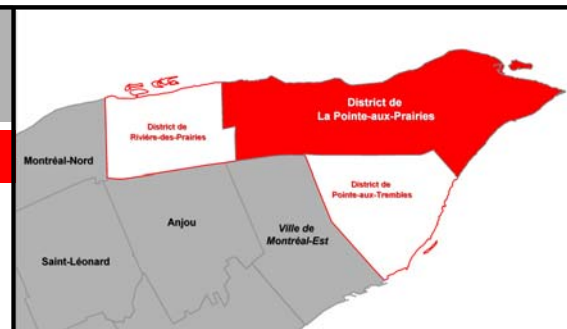 District de
La Pointe-aux-Prairies
District de
Rivière-des-Prairies
Montréal-Nord
District de
Pointe-aux-Trembles
Anjou
Ville de
Montréal-Est
Saint-Léonard